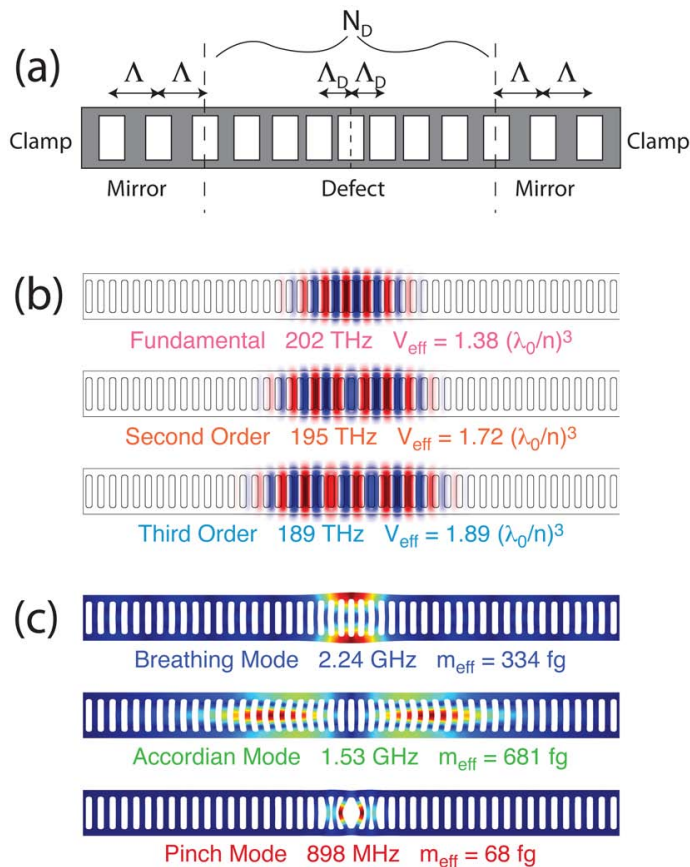 (a)
N_D
Λ Λ Λ_D Λ_D Λ Λ
Clamp Clamp
Mirror Defect Mirror
(b)
Fundamental 202 THz V_eff = 1.38 (λ_0/n)^3
Second Order 195 THz V_eff = 1.72 (λ_0/n)^3
Third Order 189 THz V_eff = 1.89 (λ_0/n)^3
(c)
Breathing Mode 2.24 GHz m_eff = 334 fg
Accordian Mode 1.53 GHz m_eff = 681 fg
Pinch Mode 898 MHz m_eff = 68 fg